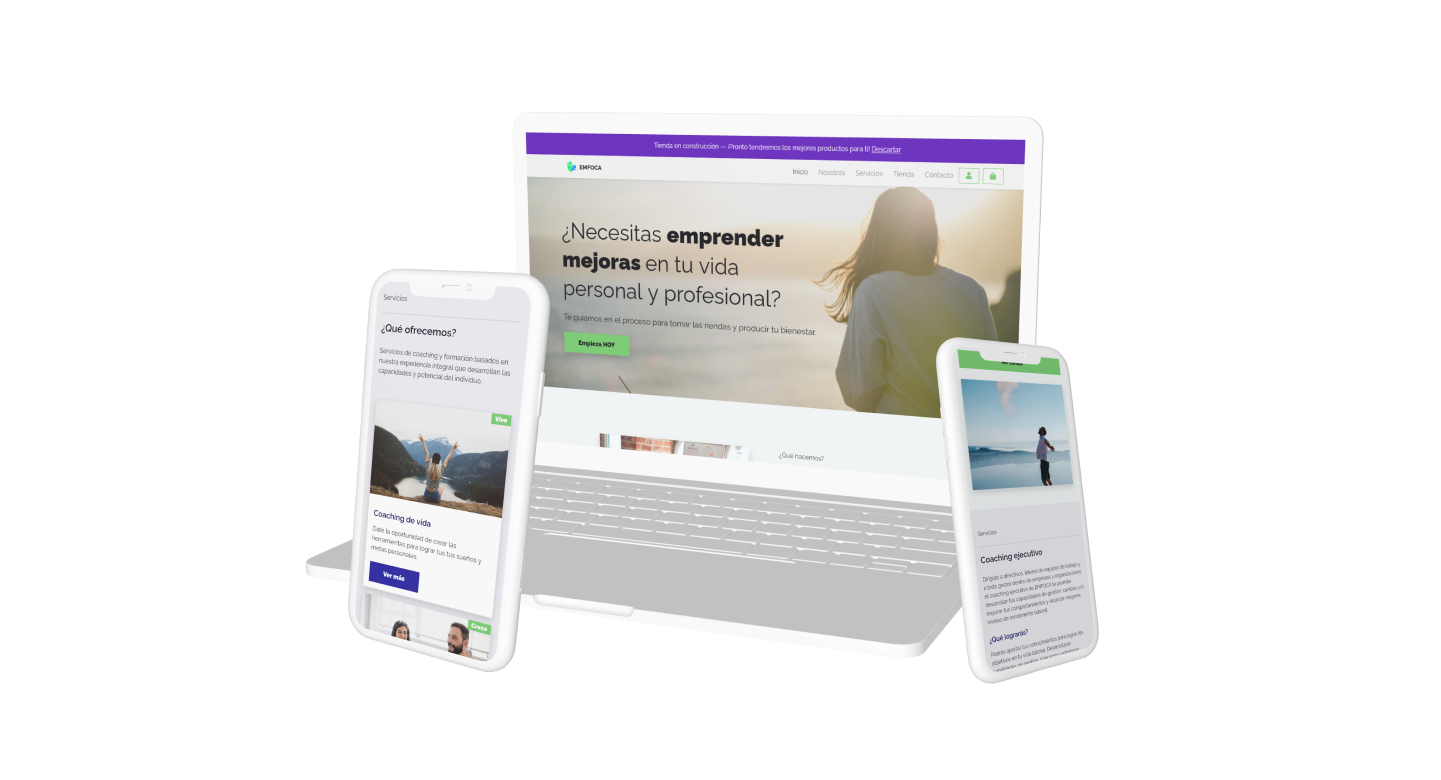 Tienda en construcción — Pronto tendremos los mejores productos para ti! Descartar
EMFOCA
Inicio Nosotros Servicios Tienda Contacto
¿Necesitas emprender
mejoras en tu vida
personal y profesional?
Te guiamos en el proceso para tomar las riendas y producir tu bienestar.
Empieza HOY
¿Qué hacemos?
Servicios
¿Qué ofrecemos?
Servicios de coaching y formación basados en
nuestra experiencia integral que desarrollan las
capacidades y potencial del individuo.
Vive
Coaching de vida
Date la oportunidad de crear las
herramientas para lograr tus tus sueños y
metas personales.
Ver más
Crece
Servicios
Coaching ejecutivo
Dirigido a directivos, líderes de equipos de trabajo y
a todo gestor dentro de empresas y organizaciones
el coaching ejecutivo de EMFOCA te permite
desarrollar tus capacidades de gestión, cambiar y/o
mejorar tus comportamientos y alcanzar mejores
niveles de rendimiento laboral.
¿Qué lograrás?
Podrás aportar tus conocimientos para lograr los
objetivos en tu vida laboral. Desarrollarás